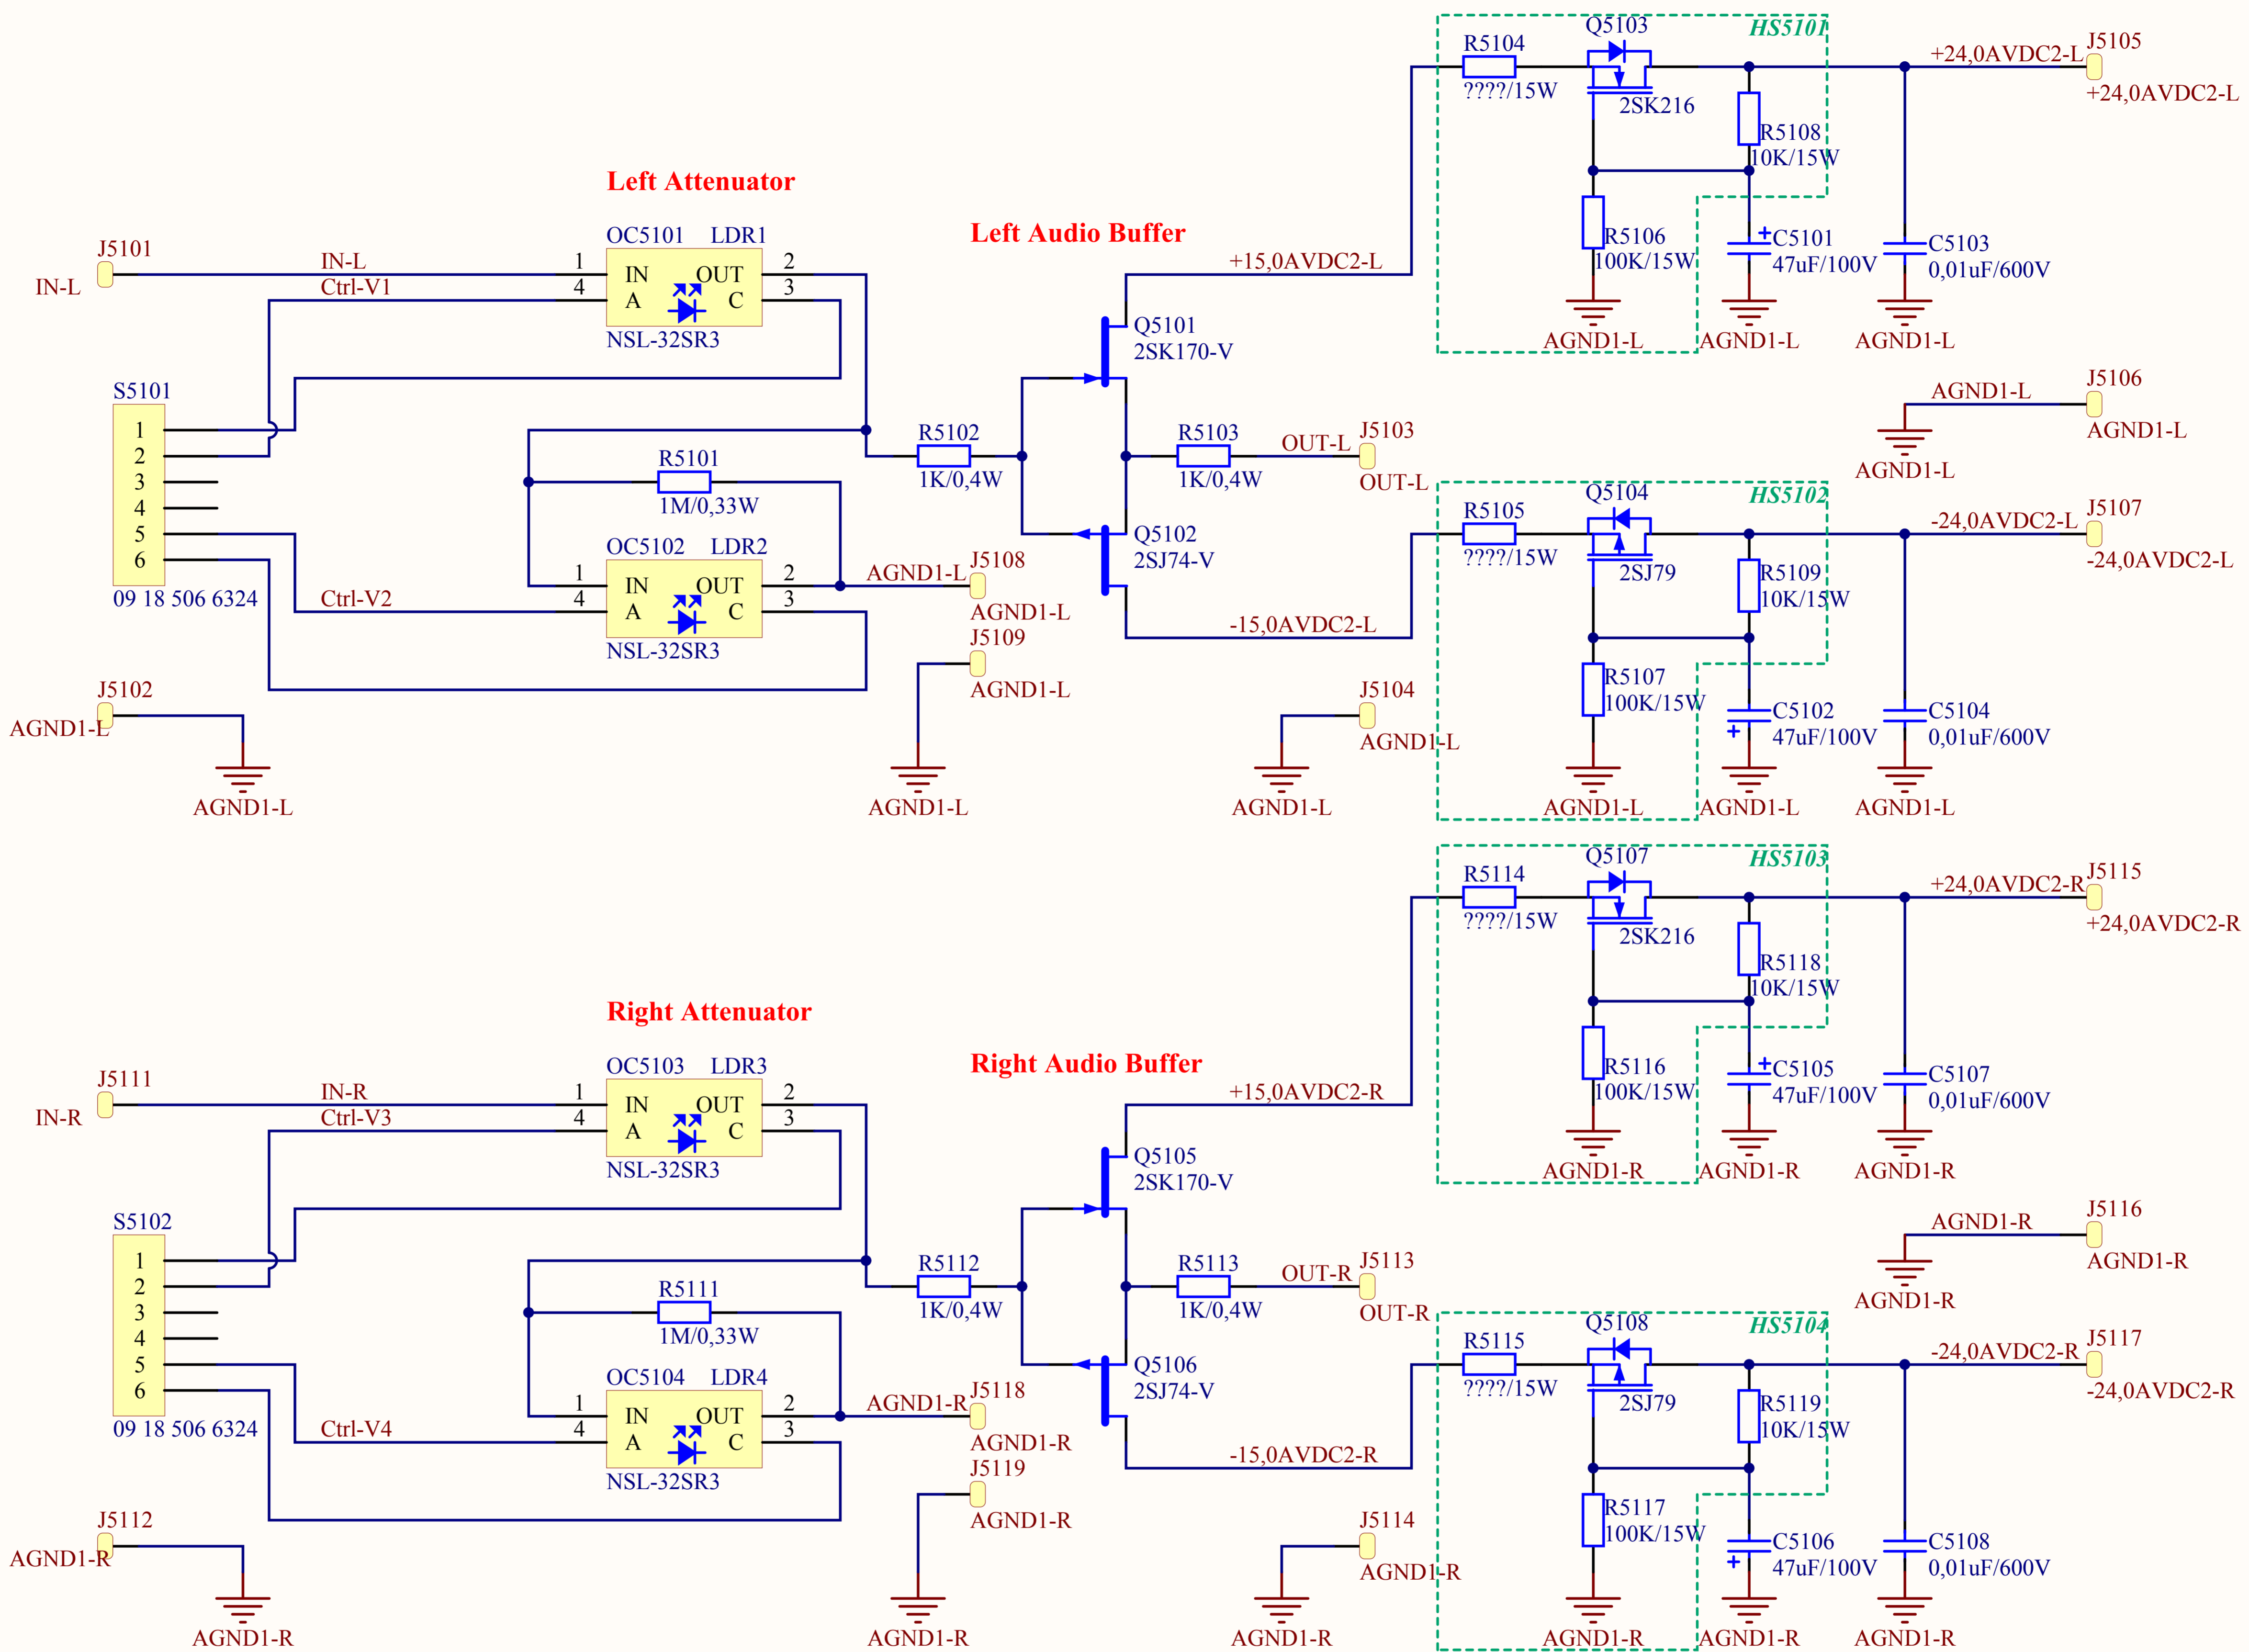 Left Attenuator
J5101
IN-L
IN-L
Ctrl-V1
OC5101 LDR1
1
4
IN OUT
A C
2
3
NSL-32SR3
S5101
1
2
3
4
5
6
09 18 506 6324
R5101
1M/0,33W
OC5102 LDR2
1
4
IN OUT
A C
2
3
NSL-32SR3
Ctrl-V2
AGND1-L
J5108
AGND1-L
J5109
AGND1-L
AGND1-L
J5102
AGND1-L
AGND1-L
Left Audio Buffer
R5102
1K/0,4W
Q5101
2SK170-V
Q5102
2SJ74-V
R5103
1K/0,4W
OUT-L
J5103
OUT-L
+15,0AVDC2-L
-15,0AVDC2-L
J5104
AGND1-L
AGND1-L
HS5101
R5104
????/15W
Q5103
2SK216
R5108
10K/15W
R5106
100K/15W
AGND1-L
C5101
47uF/100V
AGND1-L
C5103
0,01uF/600V
AGND1-L
+24,0AVDC2-L
J5105
+24,0AVDC2-L
AGND1-L
J5106
AGND1-L
AGND1-L
HS5102
R5105
????/15W
Q5104
2SJ79
R5109
10K/15W
R5107
100K/15W
AGND1-L
C5102
47uF/100V
AGND1-L
C5104
0,01uF/600V
AGND1-L
-24,0AVDC2-L
J5107
-24,0AVDC2-L
Right Attenuator
J5111
IN-R
IN-R
Ctrl-V3
OC5103 LDR3
1
4
IN OUT
A C
2
3
NSL-32SR3
S5102
1
2
3
4
5
6
09 18 506 6324
R5111
1M/0,33W
OC5104 LDR4
1
4
IN OUT
A C
2
3
NSL-32SR3
Ctrl-V4
AGND1-R
J5118
AGND1-R
J5119
AGND1-R
AGND1-R
J5112
AGND1-R
AGND1-R
Right Audio Buffer
R5112
1K/0,4W
Q5105
2SK170-V
Q5106
2SJ74-V
R5113
1K/0,4W
OUT-R
J5113
OUT-R
+15,0AVDC2-R
-15,0AVDC2-R
J5114
AGND1-R
AGND1-R
HS5103
R5114
????/15W
Q5107
2SK216
R5118
10K/15W
R5116
100K/15W
AGND1-R
C5105
47uF/100V
AGND1-R
C5107
0,01uF/600V
AGND1-R
+24,0AVDC2-R
J5115
+24,0AVDC2-R
AGND1-R
J5116
AGND1-R
AGND1-R
HS5104
R5115
????/15W
Q5108
2SJ79
R5119
10K/15W
R5117
100K/15W
AGND1-R
C5106
47uF/100V
AGND1-R
C5108
0,01uF/600V
AGND1-R
-24,0AVDC2-R
J5117
-24,0AVDC2-R